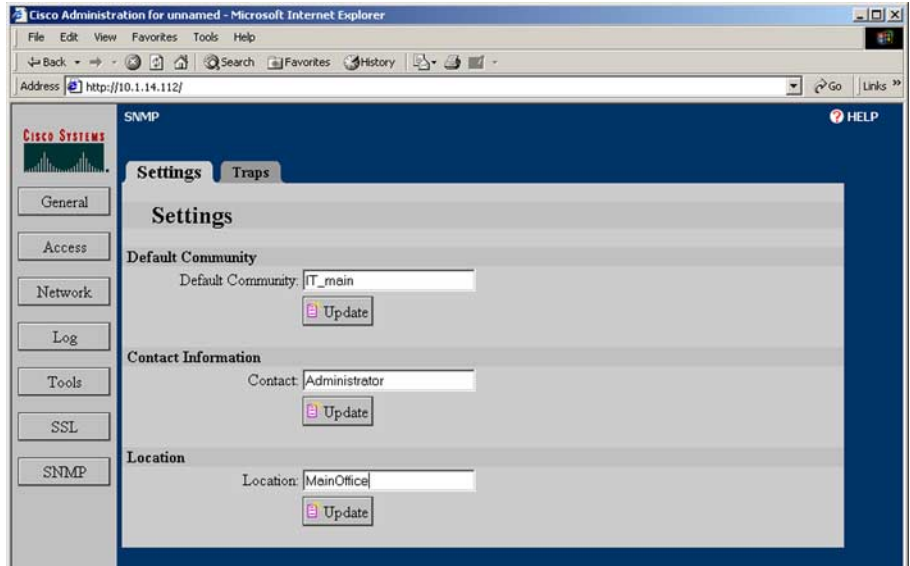 Cisco Administration for unnamed - Microsoft Internet Explorer
File Edit View Favorites Tools Help
Back Search Favorites History
Address http://10.1.14.112/ Go Links »
CISCO SYSTEMS
SNMP HELP
Settings Traps
General
Access
Network
Log
Tools
SSL
SNMP
Settings
Default Community
Default Community: IT_main
Update
Contact Information
Contact: Administrator
Update
Location
Location: MainOffice
Update